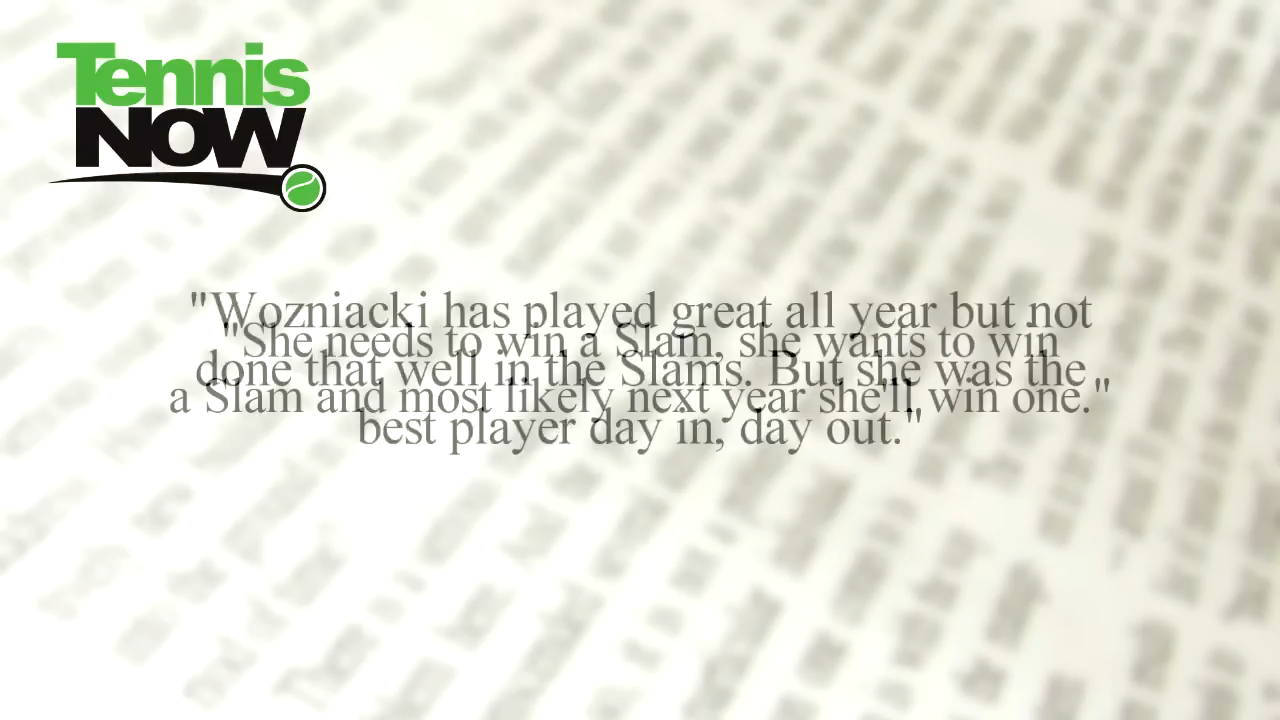 Tennis
Now
"Wozniacki has played great all year but not
"She needs to win a Slam, she wants to win
done that well in the Slams. But she was the
a Slam and most likely next year she'll win one."
best player day in, day out."